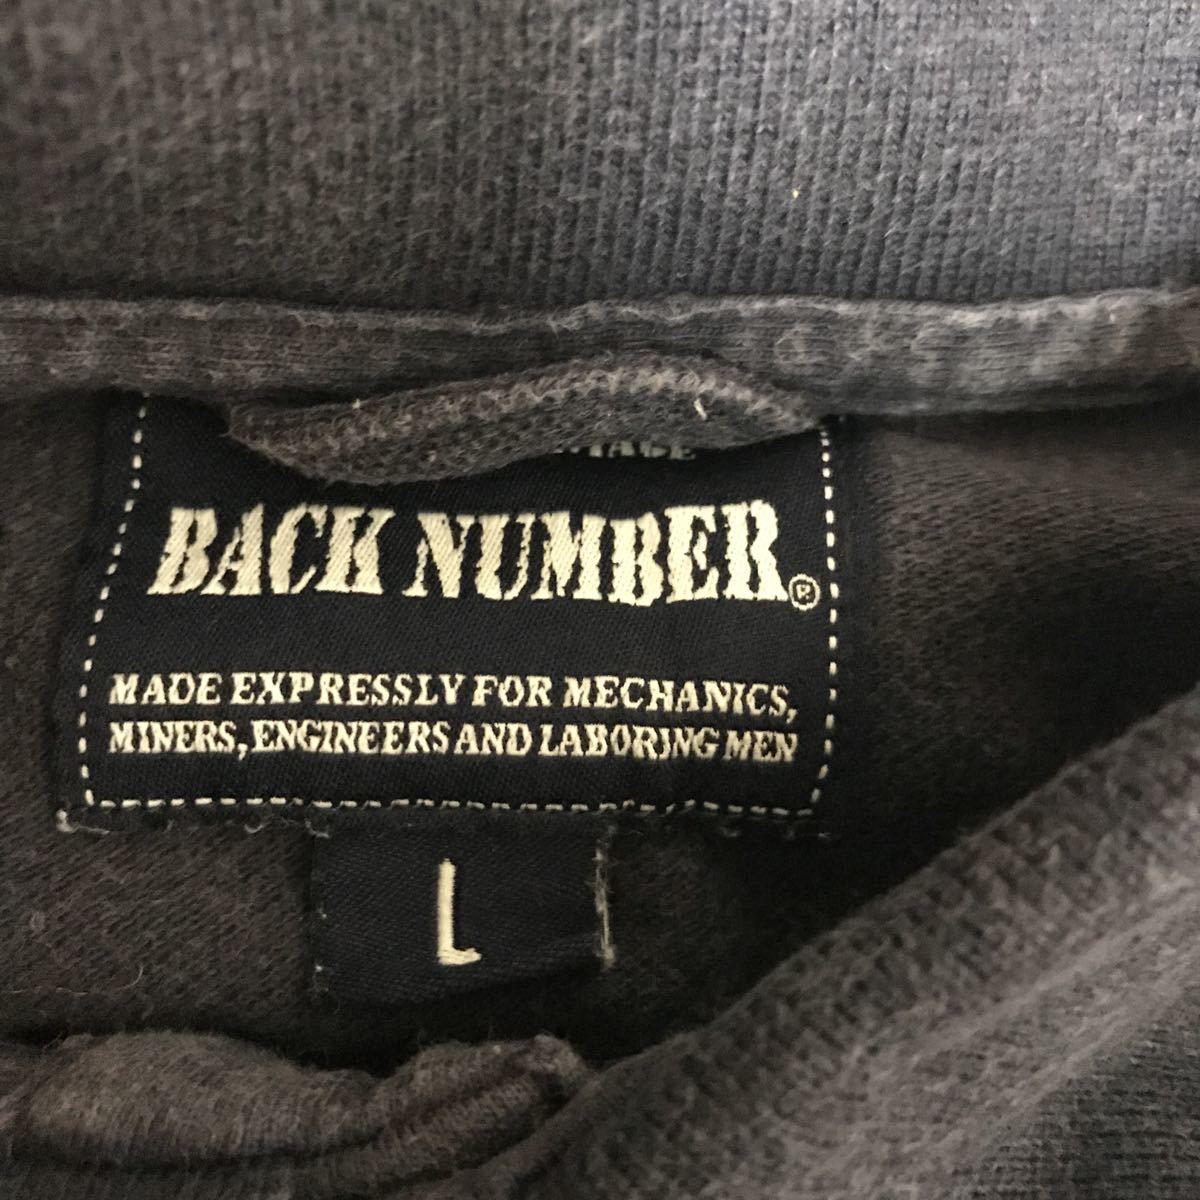 BACK NUMBER®
MADE EXPRESSLY FOR MECHANICS,
MINERS, ENGINEERS AND LABORING MEN
L